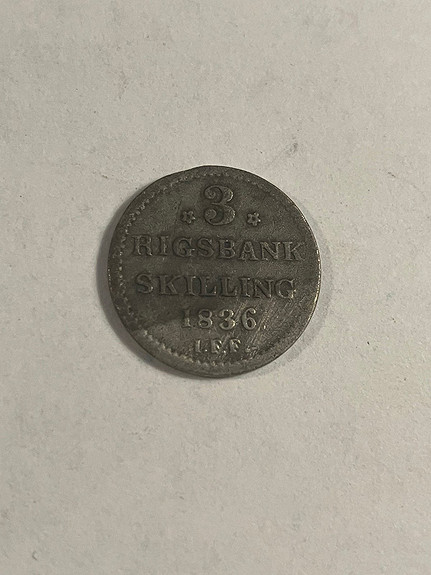 3
RIGSBANK
SKILLING
1836
I.F.F